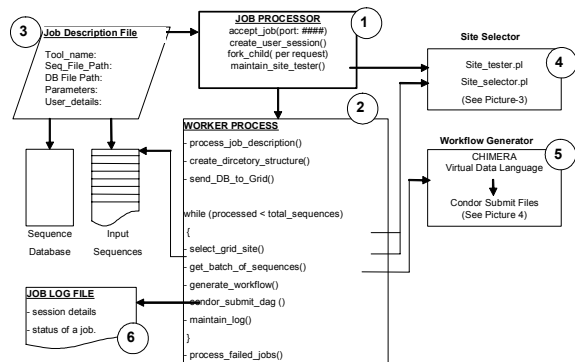 3
Job Description File
Tool_name:
Seq_File_Path:
DB File Path:
Parameters:
User_details:
JOB PROCESSOR
1
accept_job(port: ####)
create_user_session()
fork_child( per request)
maintain_site_tester()
Site Selector
4
Site_tester.pl
Site_selector.pl
(See Picture-3)
2
WORKER PROCESS
- process_job_description()
- create_dircetory_structure()
- send_DB_to_Grid()
while (processed < total_sequences)
{
- select_grid_site()
- get_batch_of_sequences()
- generate_workflow()
- condor_submit_dag ()
- maintain_log()
}
- process_failed_jobs()
Workflow Generator
5
CHIMERA
Virtual Data Language
Condor Submit Files
(See Picture 4)
Sequence
Database
Input
Sequences
JOB LOG FILE
- session details
- status of a job.
6